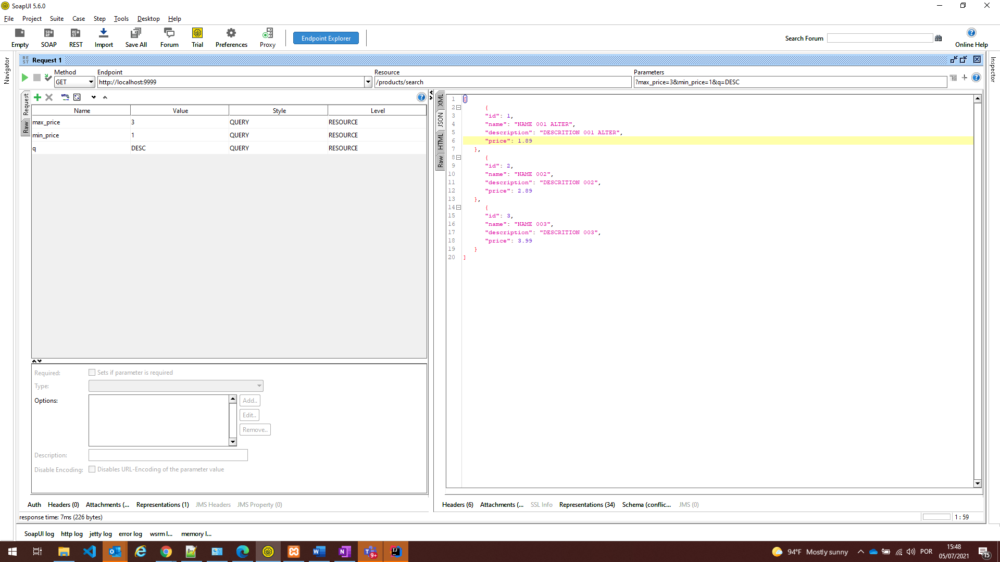 SoapUI 5.6.0
File Project Suite Case Step Tools Desktop Help
Empty SOAP REST Import Save All Forum Trial Preferences Proxy Endpoint Explorer Search Forum Online Help
Navigator
Inspector
Request 1
Method Endpoint Resource Parameters
GET http://localhost:9999 /products/search ?max_price=3&min_price=1&q=DESC
Request
Raw
Name Value Style Level
max_price 3 QUERY RESOURCE
min_price 1 QUERY RESOURCE
q DESC QUERY RESOURCE
Required: Sets if parameter is required
Type:
Options: Add..
Edit..
Remove..
Description:
Disable Encoding: Disables URL-Encoding of the parameter value
Auth Headers (0) Attachments (... Representations (1) JMS Headers JMS Property (0)
XML
JSON
HTML
Raw
1 [
2 {
3 "id": 1,
4 "name": "NAME 001 ALTER",
5 "description": "DESCRITION 001 ALTER",
6 "price": 1.89
7 },
8 {
9 "id": 2,
10 "name": "NAME 002",
11 "description": "DESCRITION 002",
12 "price": 2.89
13 },
14 {
15 "id": 3,
16 "name": "NAME 003",
17 "description": "DESCRITION 003",
18 "price": 3.99
19 }
20 ]
Headers (6) Attachments (... SSL Info Representations (34) Schema (conflic... JMS (0)
response time: 7ms (226 bytes) 1 : 59
SoapUI log http log jetty log error log wsrm l... memory l...
94°F Mostly sunny POR 15:48
05/07/2021
15
9+